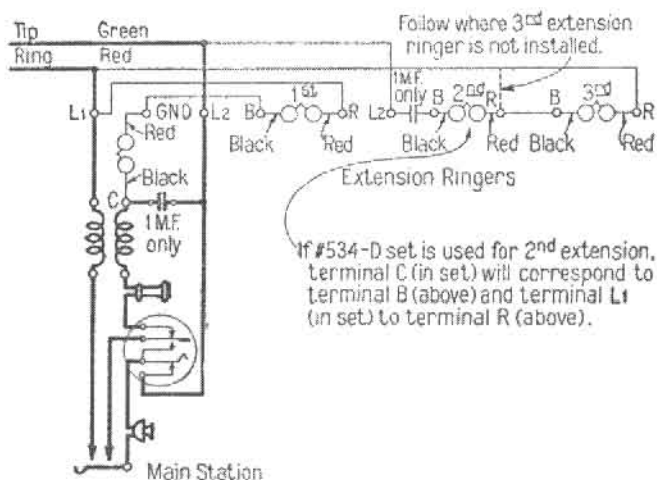 Tip Green
Ring Red
Follow where 3rd extension
ringer is not installed.
L1 GND L2 B 1st R L2 1 M.F. only B 2nd R B 3rd R
Red
Black Red Black Red Black Red
Black
Extension Ringers
C
1 M.F.
only
If #534-D set is used for 2nd extension,
terminal C (in set) will correspond to
terminal B (above) and terminal L1
(in set) to terminal R (above).
Main Station